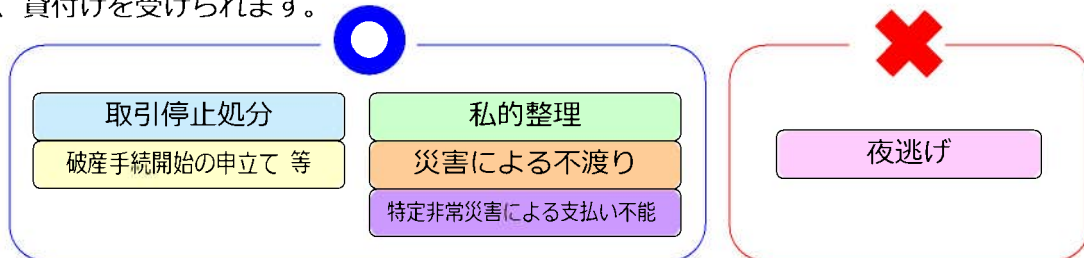 、貸付けを受けられます。
取引停止処分
破産手続開始の申立て 等
私的整理
災害による不渡り
特定非常災害による支払い不能
夜逃げ